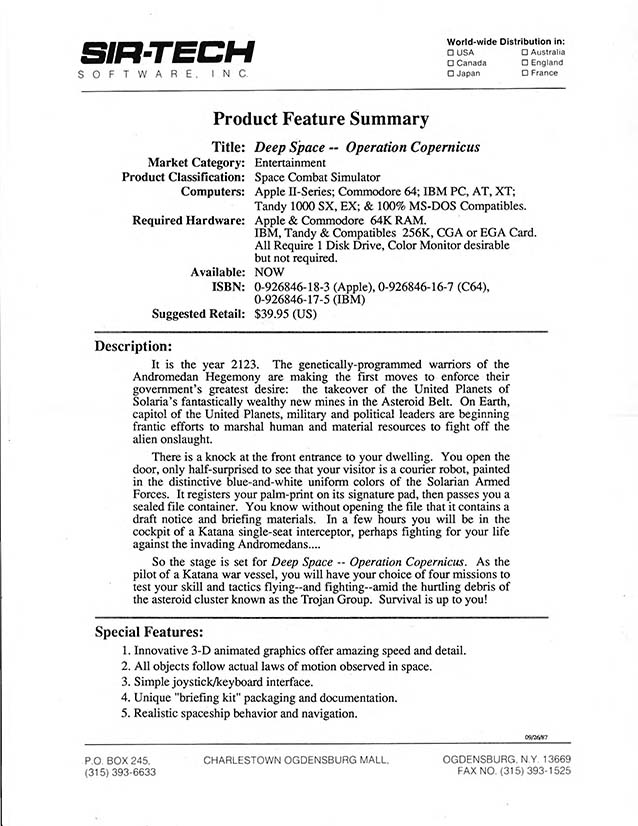 SIR-TECH
SOFTWARE, INC.
World-wide Distribution in:
☐ USA ☐ Australia
☐ Canada ☐ England
☐ Japan ☐ France
Product Feature Summary
Title: Deep Space -- Operation Copernicus
Market Category: Entertainment
Product Classification: Space Combat Simulator
Computers: Apple II-Series; Commodore 64; IBM PC, AT, XT;
Tandy 1000 SX, EX; & 100% MS-DOS Compatibles.
Required Hardware: Apple & Commodore 64K RAM.
IBM, Tandy & Compatibles 256K, CGA or EGA Card.
All Require 1 Disk Drive, Color Monitor desirable
but not required.
Available: NOW
ISBN: 0-926846-18-3 (Apple), 0-926846-16-7 (C64),
0-926846-17-5 (IBM)
Suggested Retail: $39.95 (US)
Description:
It is the year 2123. The genetically-programmed warriors of the
Andromedan Hegemony are making the first moves to enforce their
government's greatest desire: the takeover of the United Planets of
Solaria's fantastically wealthy new mines in the Asteroid Belt. On Earth,
capitol of the United Planets, military and political leaders are beginning
frantic efforts to marshal human and material resources to fight off the
alien onslaught.
There is a knock at the front entrance to your dwelling. You open the
door, only half-surprised to see that your visitor is a courier robot, painted
in the distinctive blue-and-white uniform colors of the Solarian Armed
Forces. It registers your palm-print on its signature pad, then passes you a
sealed file container. You know without opening the file that it contains a
draft notice and briefing materials. In a few hours you will be in the
cockpit of a Katana single-seat interceptor, perhaps fighting for your life
against the invading Andromedans....
So the stage is set for Deep Space -- Operation Copernicus. As the
pilot of a Katana war vessel, you will have your choice of four missions to
test your skill and tactics flying--and fighting--amid the hurtling debris of
the asteroid cluster known as the Trojan Group. Survival is up to you!
Special Features:
1. Innovative 3-D animated graphics offer amazing speed and detail.
2. All objects follow actual laws of motion observed in space.
3. Simple joystick/keyboard interface.
4. Unique "briefing kit" packaging and documentation.
5. Realistic spaceship behavior and navigation.
09/26/87
P.O. BOX 245, CHARLESTOWN OGDENSBURG MALL, OGDENSBURG, N.Y. 13669
(315) 393-6633 FAX NO. (315) 393-1525